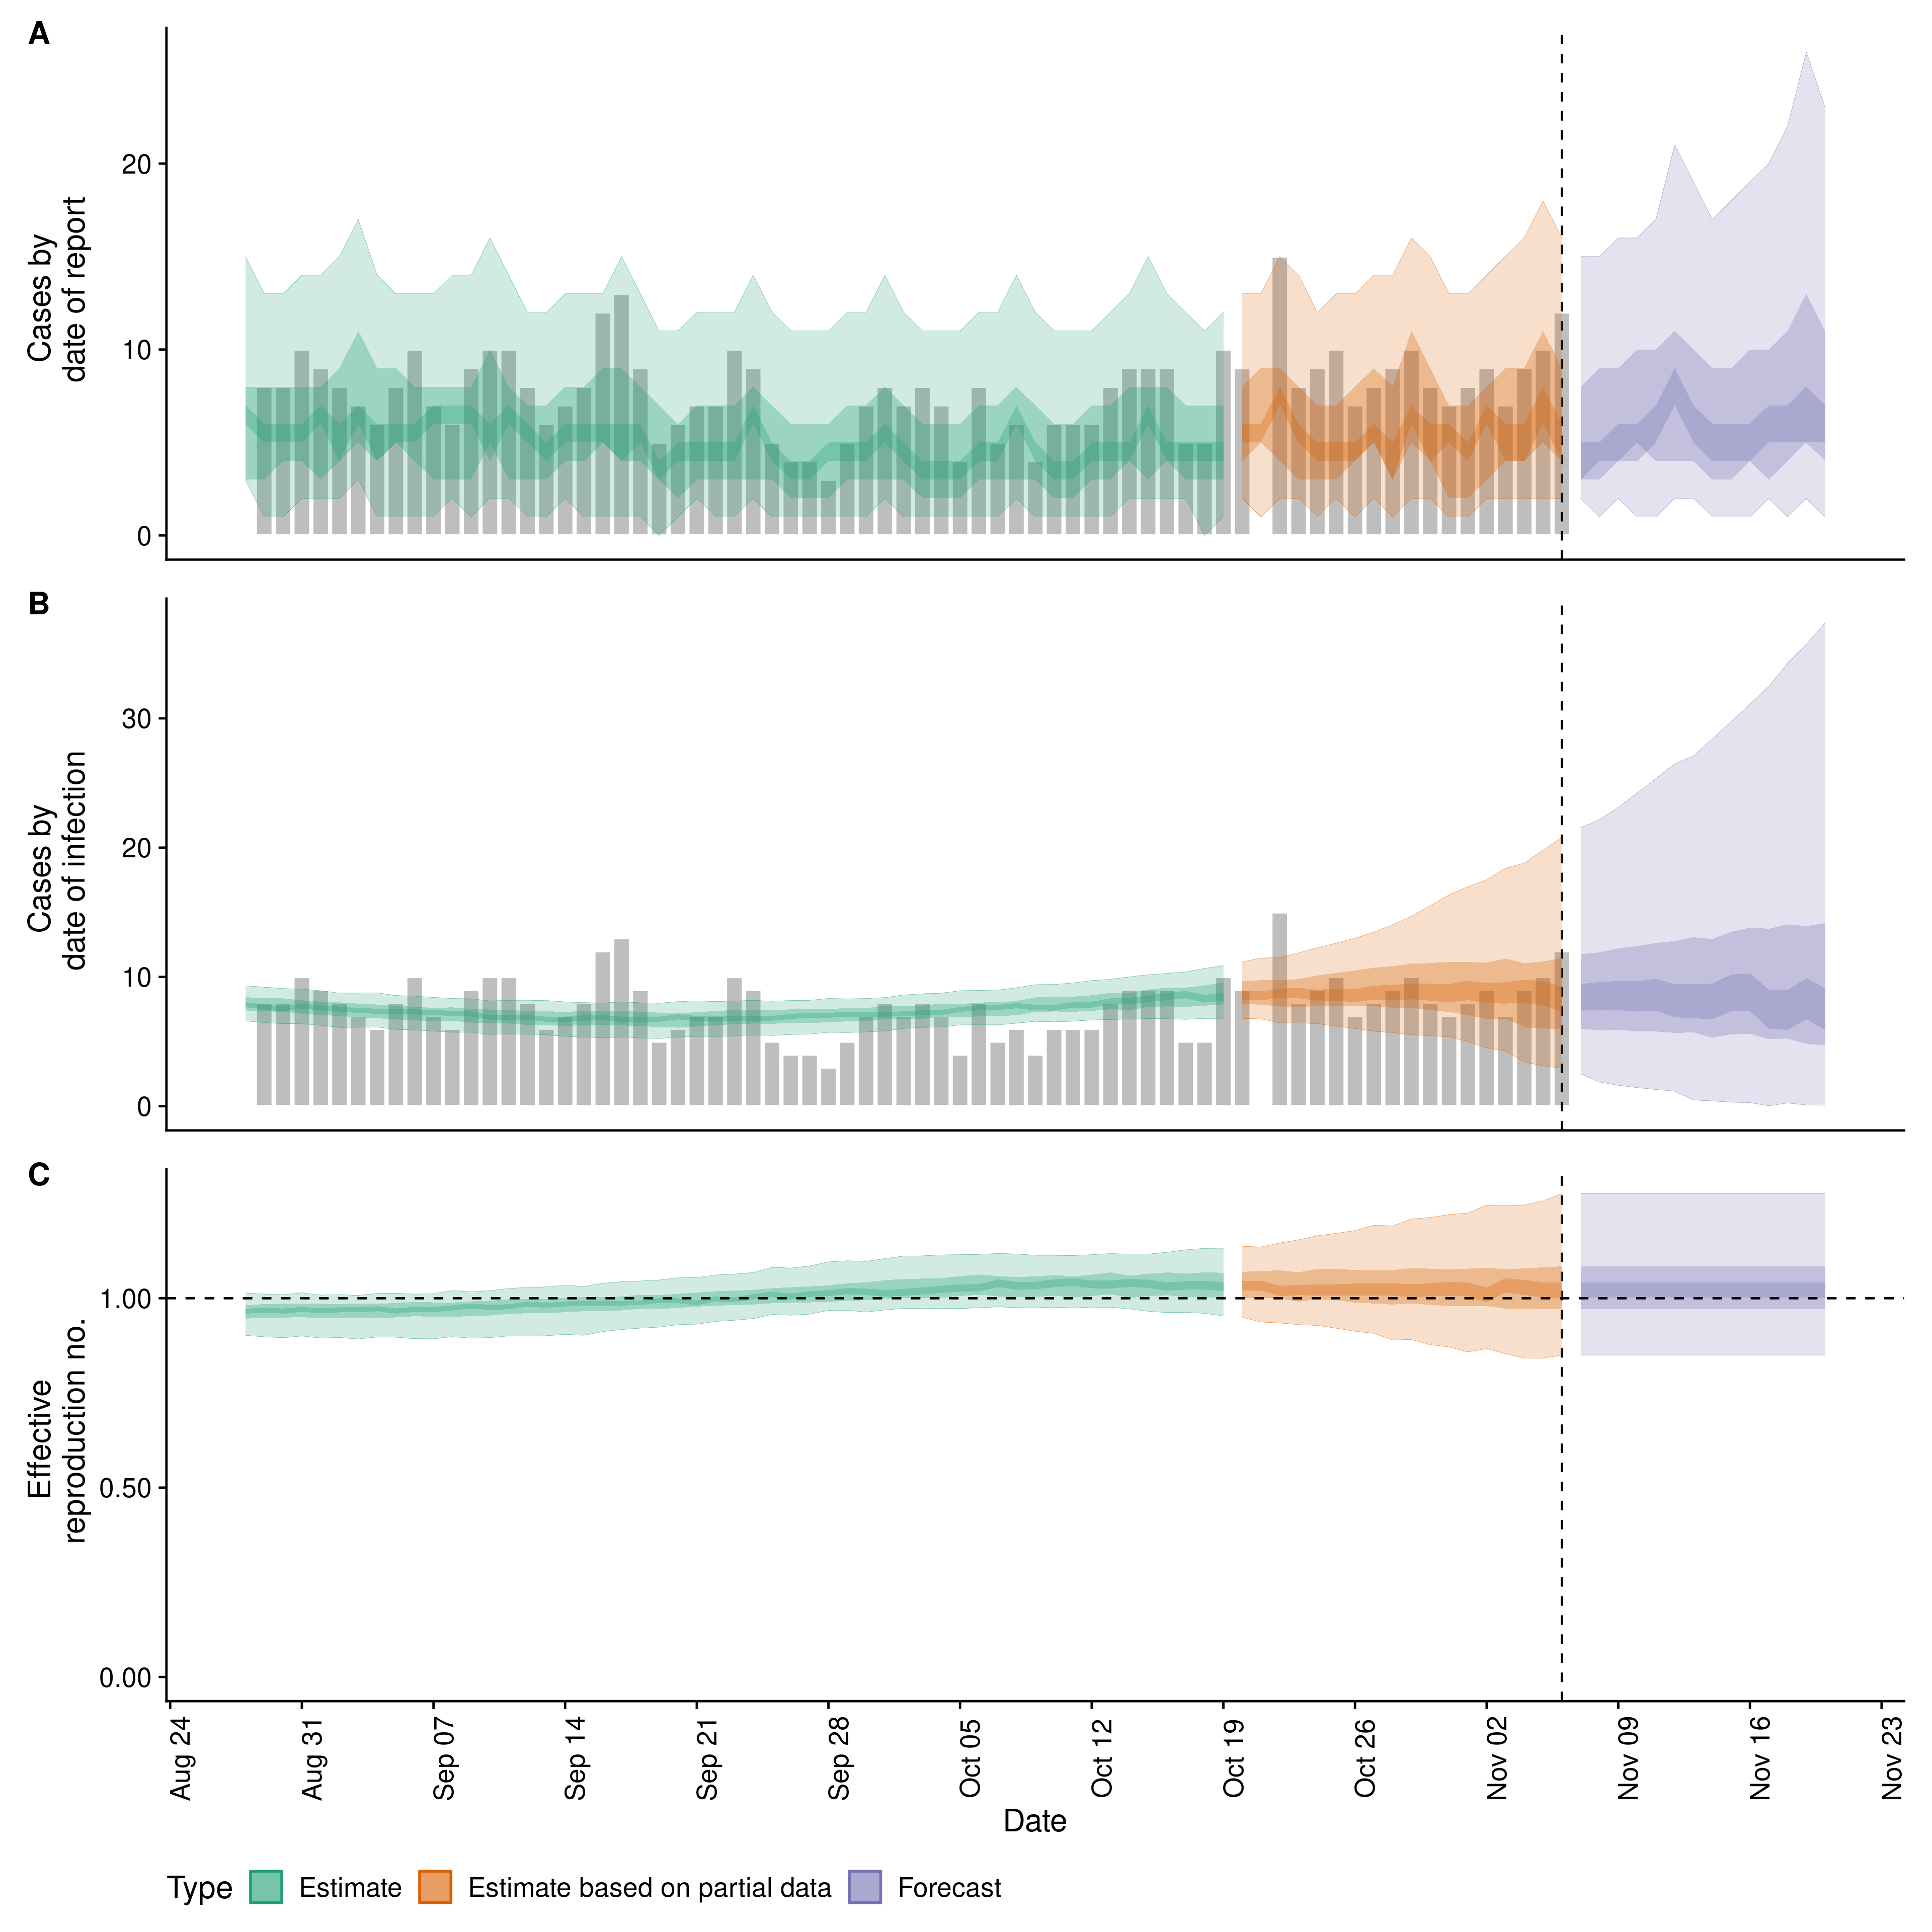 A
Cases by
date of report
20
10
0
B
Cases by
date of infection
30
20
10
0
C
Effective
reproduction no.
1.00
0.50
0.00
Aug 24
Aug 31
Sep 07
Sep 14
Sep 21
Sep 28
Oct 05
Oct 12
Oct 19
Oct 26
Nov 02
Nov 09
Nov 16
Nov 23
Date
Type Estimate Estimate based on partial data Forecast